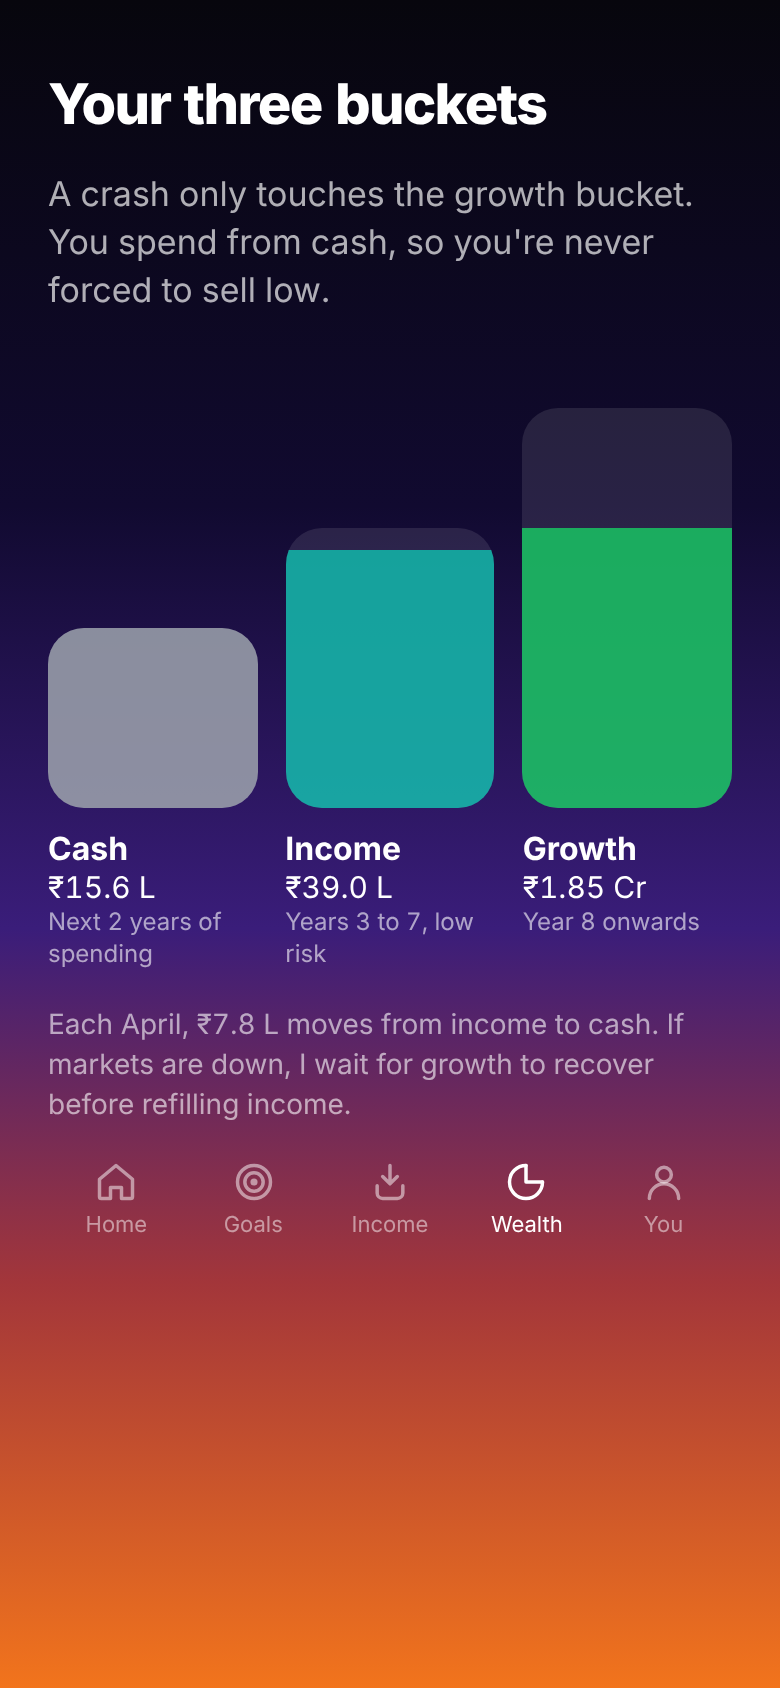 Your three buckets
A crash only touches the growth bucket.
You spend from cash, so you're never
forced to sell low.
Cash
₹15.6 L
Next 2 years of
spending
Income
₹39.0 L
Years 3 to 7, low
risk
Growth
₹1.85 Cr
Year 8 onwards
Each April, ₹7.8 L moves from income to cash. If
markets are down, I wait for growth to recover
before refilling income.
Home
Goals
Income
Wealth
You